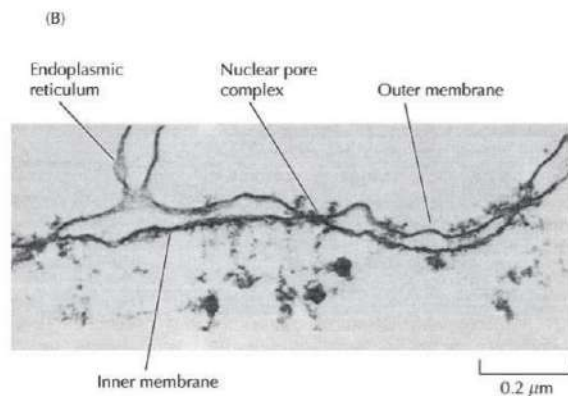 (B)
Endoplasmic
reticulum
Nuclear pore
complex
Outer membrane
Inner membrane
0.2 μm